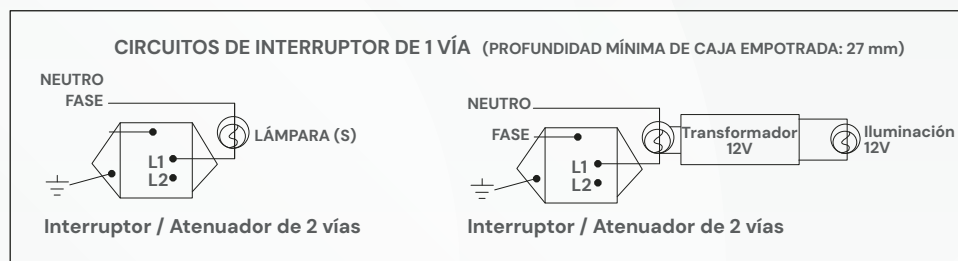 CIRCUITOS DE INTERRUPTOR DE 1 VÍA (PROFUNDIDAD MÍNIMA DE CAJA EMPOTRADA: 27 mm)
NEUTRO
FASE
LÁMPARA (S)
L1
L2
Interruptor / Atenuador de 2 vías
NEUTRO
FASE
Transformador
12V
Iluminación
12V
L1
L2
Interruptor / Atenuador de 2 vías